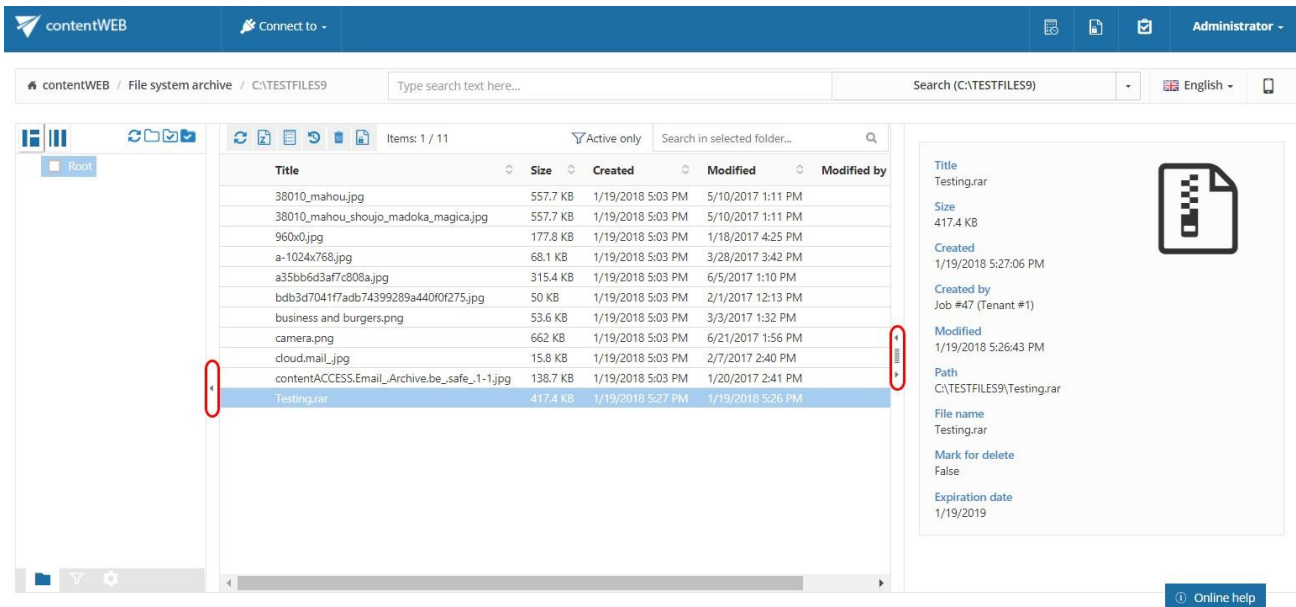 contentWEB
Connect to
Administrator
contentWEB / File system archive / C:\TESTFILES9
Type search text here...
Search (C:\TESTFILES9)
English
Items: 1 / 11
Active only
Search in selected folder...
Root
Title Size Created Modified Modified by
38010_mahou.jpg 557.7 KB 1/19/2018 5:03 PM 5/10/2017 1:11 PM
38010_mahou_shoujo_madoka_magica.jpg 557.7 KB 1/19/2018 5:03 PM 5/10/2017 1:11 PM
960x0.jpg 177.8 KB 1/19/2018 5:03 PM 1/18/2017 4:25 PM
a-1024x768.jpg 68.1 KB 1/19/2018 5:03 PM 3/28/2017 3:42 PM
a35bb6d3af7c808a.jpg 315.4 KB 1/19/2018 5:03 PM 6/5/2017 1:10 PM
bdb3d7041f7adb74399289a440f0f275.jpg 50 KB 1/19/2018 5:03 PM 2/1/2017 12:13 PM
business and burgers.png 53.6 KB 1/19/2018 5:03 PM 3/3/2017 1:32 PM
camera.png 662 KB 1/19/2018 5:03 PM 6/21/2017 1:56 PM
cloud.mail_.jpg 15.8 KB 1/19/2018 5:03 PM 2/7/2017 2:40 PM
contentACCESS.Email_.Archive.be_.safe_.1-1.jpg 138.7 KB 1/19/2018 5:03 PM 1/20/2017 2:41 PM
Testing.rar 417.4 KB 1/19/2018 5:27 PM 1/19/2018 5:26 PM
Title
Testing.rar
Size
417.4 KB
Created
1/19/2018 5:27:06 PM
Created by
Job #47 (Tenant #1)
Modified
1/19/2018 5:26:43 PM
Path
C:\TESTFILES9\Testing.rar
File name
Testing.rar
Mark for delete
False
Expiration date
1/19/2019
Online help